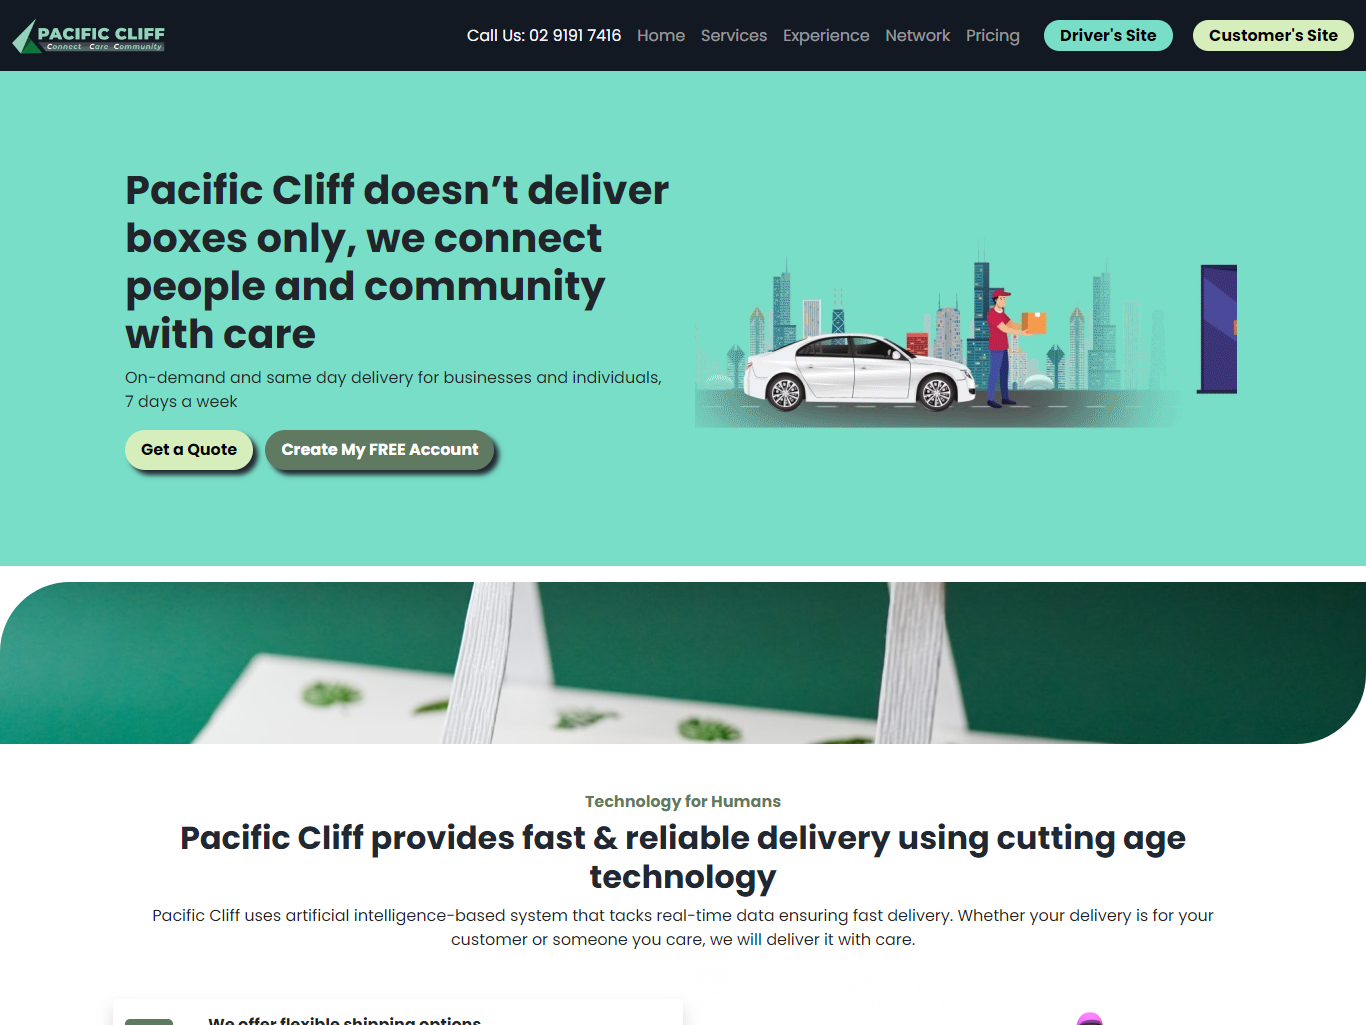 PACIFIC CLIFF
Connect Care Community
Call Us: 02 9191 7416
Home
Services
Experience
Network
Pricing
Driver's Site
Customer's Site
Pacific Cliff doesn’t deliver
boxes only, we connect
people and community
with care
On-demand and same day delivery for businesses and individuals,
7 days a week
Get a Quote
Create My FREE Account
Technology for Humans
Pacific Cliff provides fast & reliable delivery using cutting age
technology
Pacific Cliff uses artificial intelligence-based system that tacks real-time data ensuring fast delivery. Whether your delivery is for your
customer or someone you care, we will deliver it with care.
We offer flexible shipping options